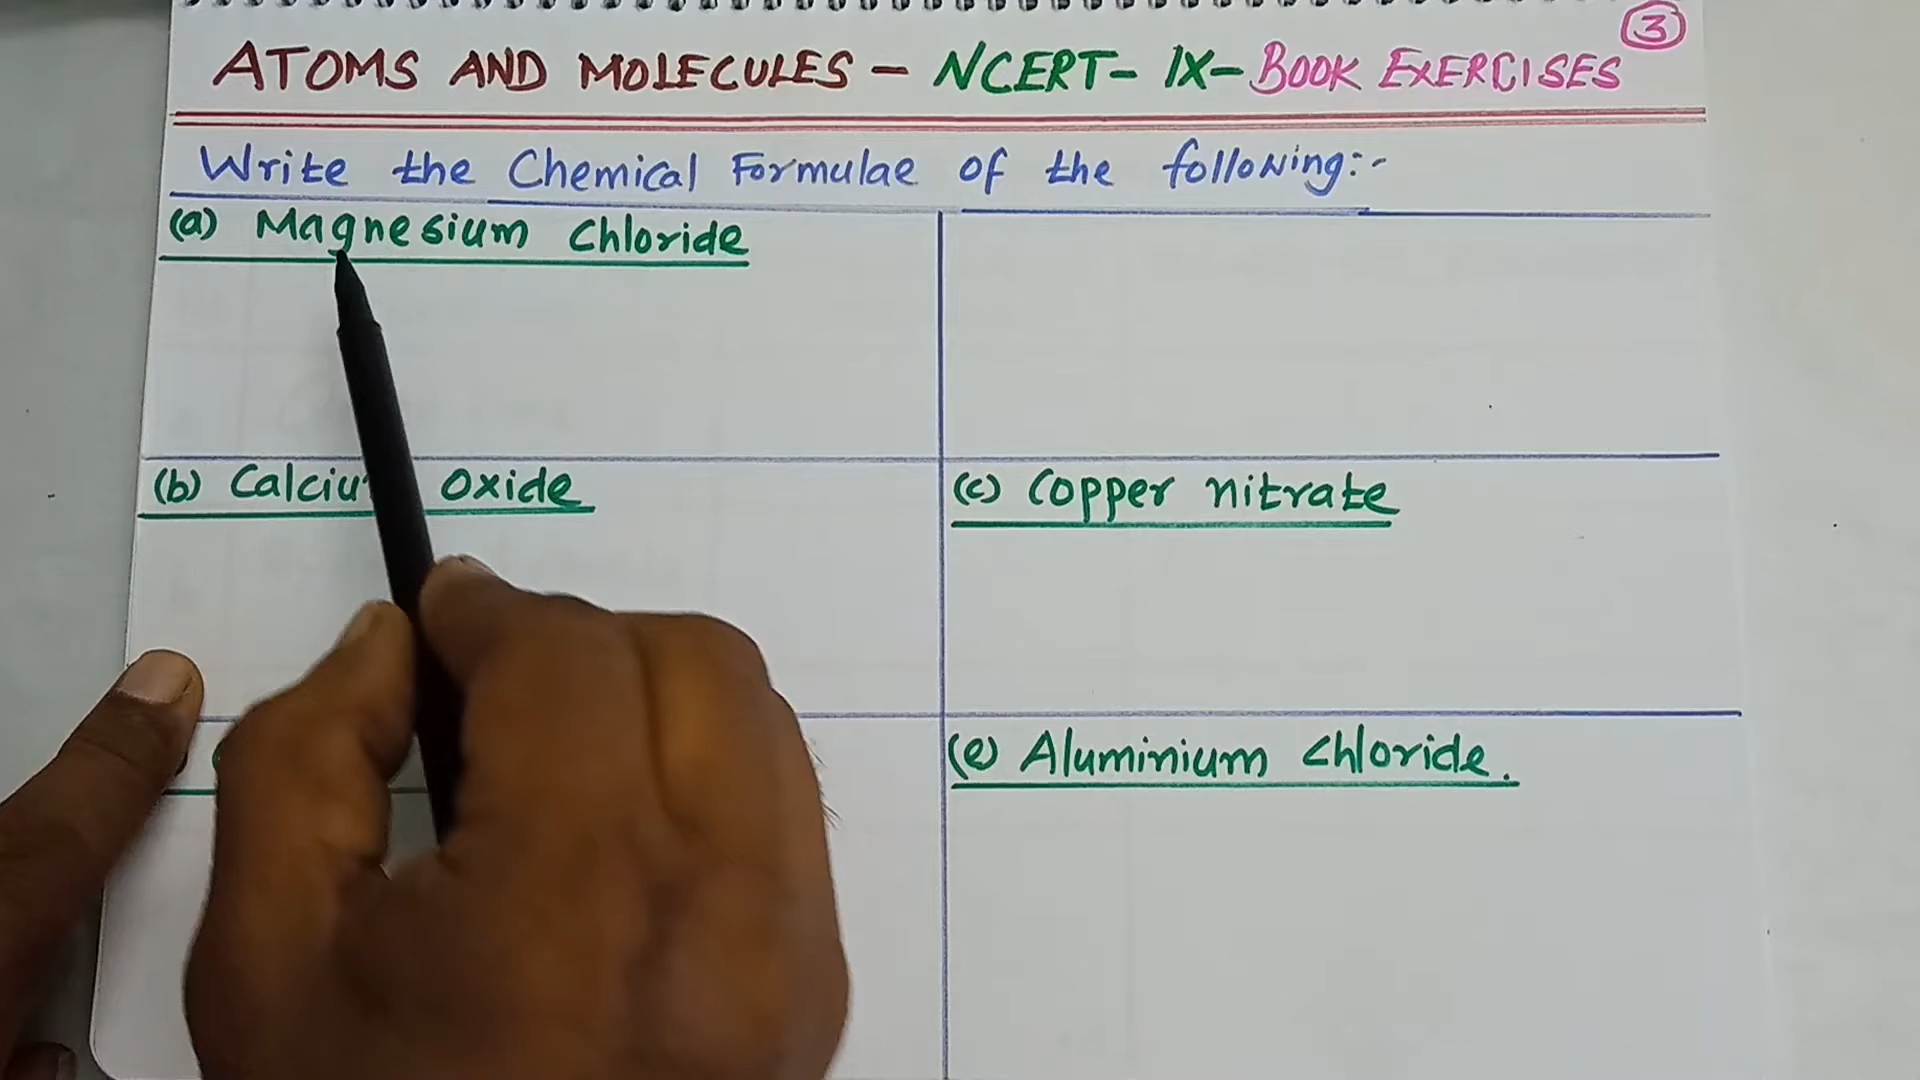 3
ATOMS AND MOLECULES - NCERT- IX- BOOK EXERCISES
Write the Chemical Formulae of the following:-
(a) Magnesium Chloride
(b) Oxide
(c) Copper nitrate
(e) Aluminium chloride.